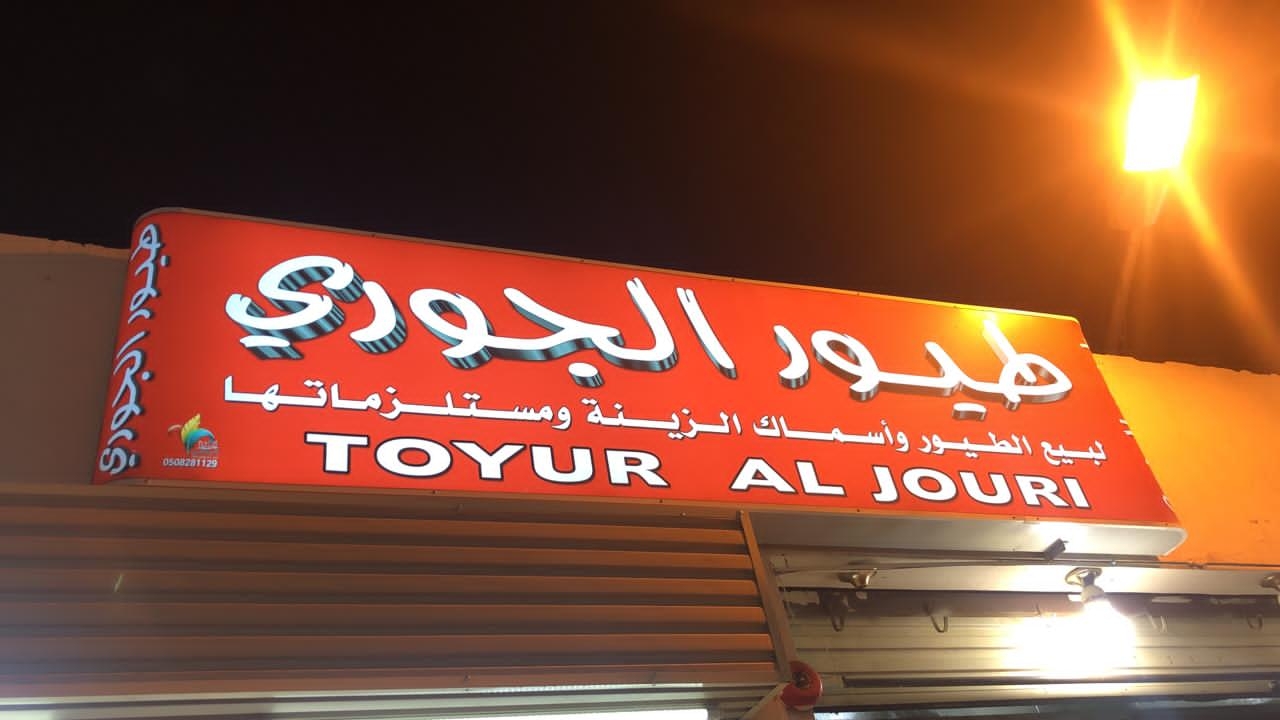 طيور الجوري
لبيع الطيور وأسماك الزينة ومستلزماتها
TOYUR AL JOURI
طيور الجوري
0508281129